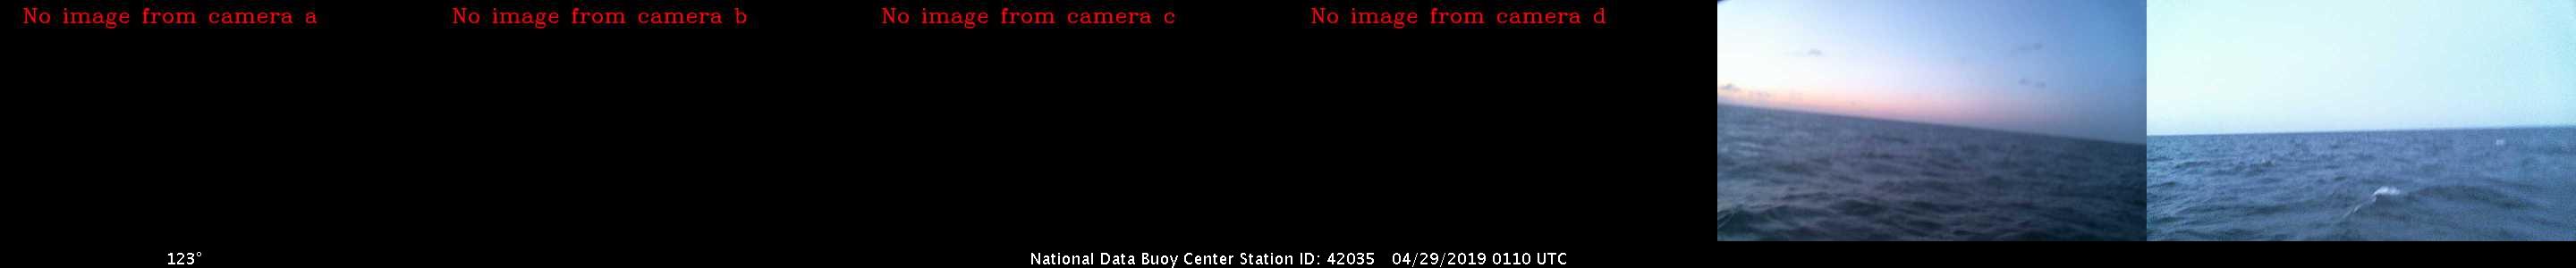 No image from camera a
No image from camera b
No image from camera c
No image from camera d
123°
National Data Buoy Center Station ID: 42035 04/29/2019 0110 UTC